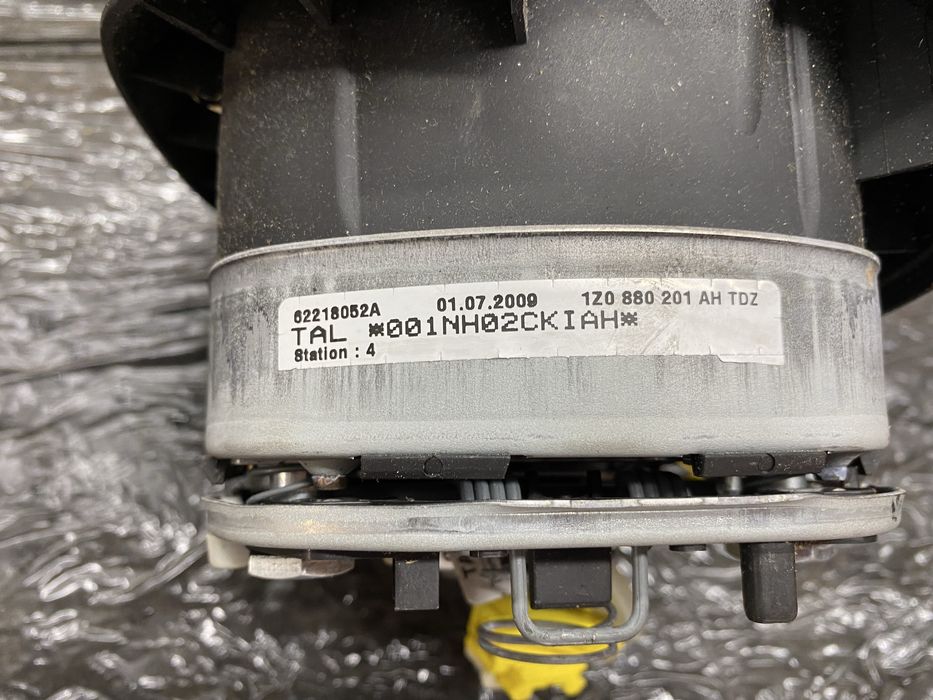 62218052A 01.07.2009 1Z0 880 201 AH TDZ
TAL *001NH02CKIAH*
Station : 4